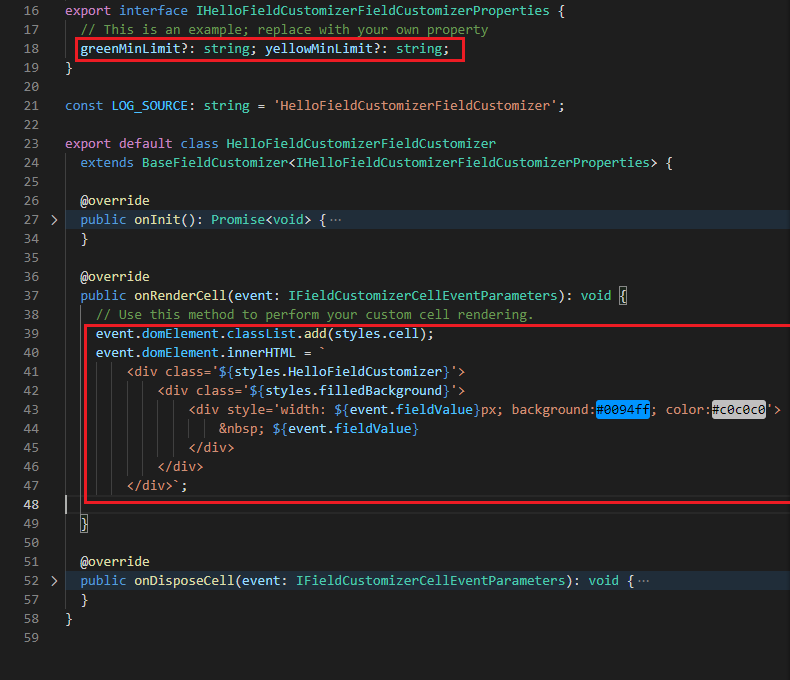 16 export interface IHelloFieldCustomizerFieldCustomizerProperties {
17 // This is an example; replace with your own property
18 greenMinLimit?: string; yellowMinLimit?: string;
19 }
20
21 const LOG_SOURCE: string = 'HelloFieldCustomizerFieldCustomizer';
22
23 export default class HelloFieldCustomizerFieldCustomizer
24 extends BaseFieldCustomizer<IHelloFieldCustomizerFieldCustomizerProperties> {
25
26 @override
27 > public onInit(): Promise<void> { ⋯
34 }
35
36 @override
37 public onRenderCell(event: IFieldCustomizerCellEventParameters): void {
38 // Use this method to perform your custom cell rendering.
39 event.domElement.classList.add(styles.cell);
40 event.domElement.innerHTML = `
41 <div class='${styles.HelloFieldCustomizer}'>
42 <div class='${styles.filledBackground}'>
43 <div style='width: ${event.fieldValue}px; background:#0094ff; color:#c0c0c0'>
44 &nbsp; ${event.fieldValue}
45 </div>
46 </div>
47 </div>`;
48
49 }
50
51 @override
52 > public onDisposeCell(event: IFieldCustomizerCellEventParameters): void { ⋯
57 }
58 }
59